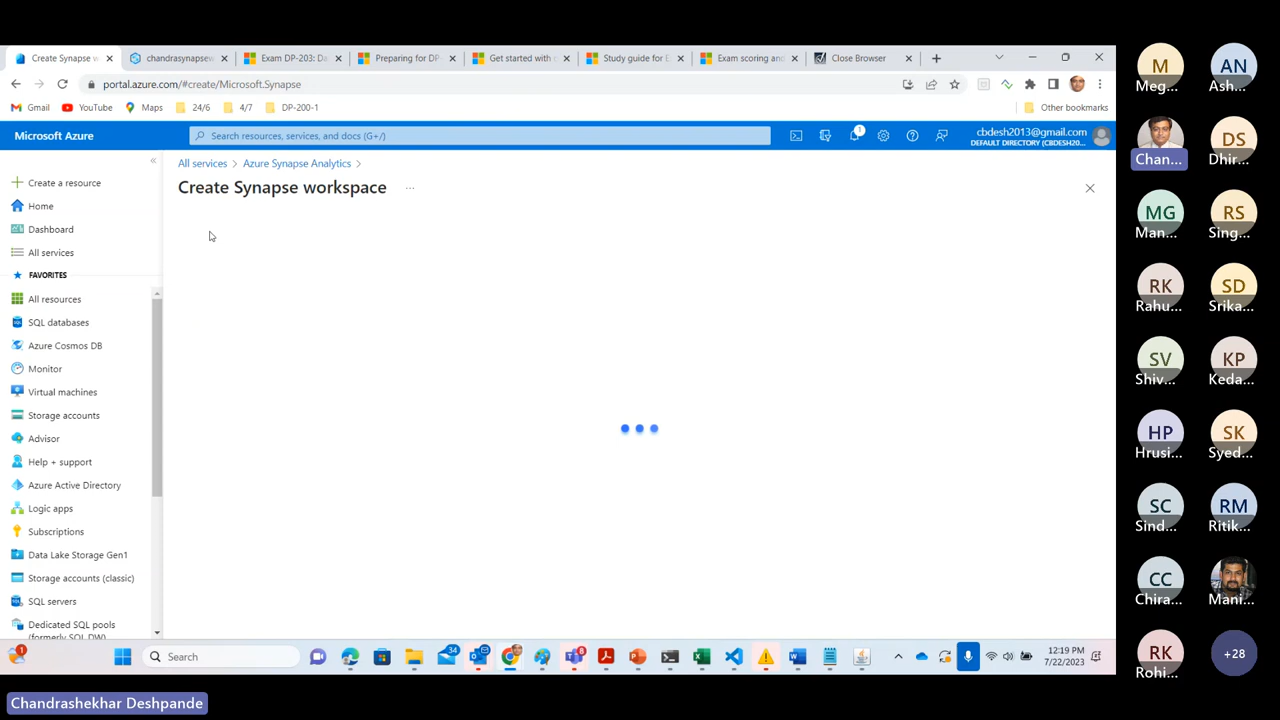 Create Synapse w
chandrasynapsew
Exam DP-203: Da
Preparing for DP-
Get started with
Study guide for E
Exam scoring an
Close Browser
portal.azure.com/#create/Microsoft.Synapse
Gmail
YouTube
Maps
24/6
4/7
DP-200-1
Other bookmarks
Microsoft Azure
Search resources, services, and docs (G+/)
1
cbdesh2013@gmail.com
DEFAULT DIRECTORY (CBDESH20...
All services > Azure Synapse Analytics >
Create Synapse workspace
...
Create a resource
Home
Dashboard
All services
FAVORITES
All resources
SQL databases
Azure Cosmos DB
Monitor
Virtual machines
Storage accounts
Advisor
Help + support
Azure Active Directory
Logic apps
Subscriptions
Data Lake Storage Gen1
Storage accounts (classic)
SQL servers
Dedicated SQL pools
(formerly SQL DW)
1
Search
34
8
12:19 PM
7/22/2023
Chandrashekhar Deshpande
M
Meg...
AN
Ash...
Chan...
DS
Dhir...
MG
Man...
RS
Sing...
RK
Rahu...
SD
Srika...
SV
Shiv...
KP
Keda...
HP
Hrusi...
SK
Syed...
SC
Sind...
RM
Ritik...
CC
Chira...
Mani...
RK
Rohi...
+28